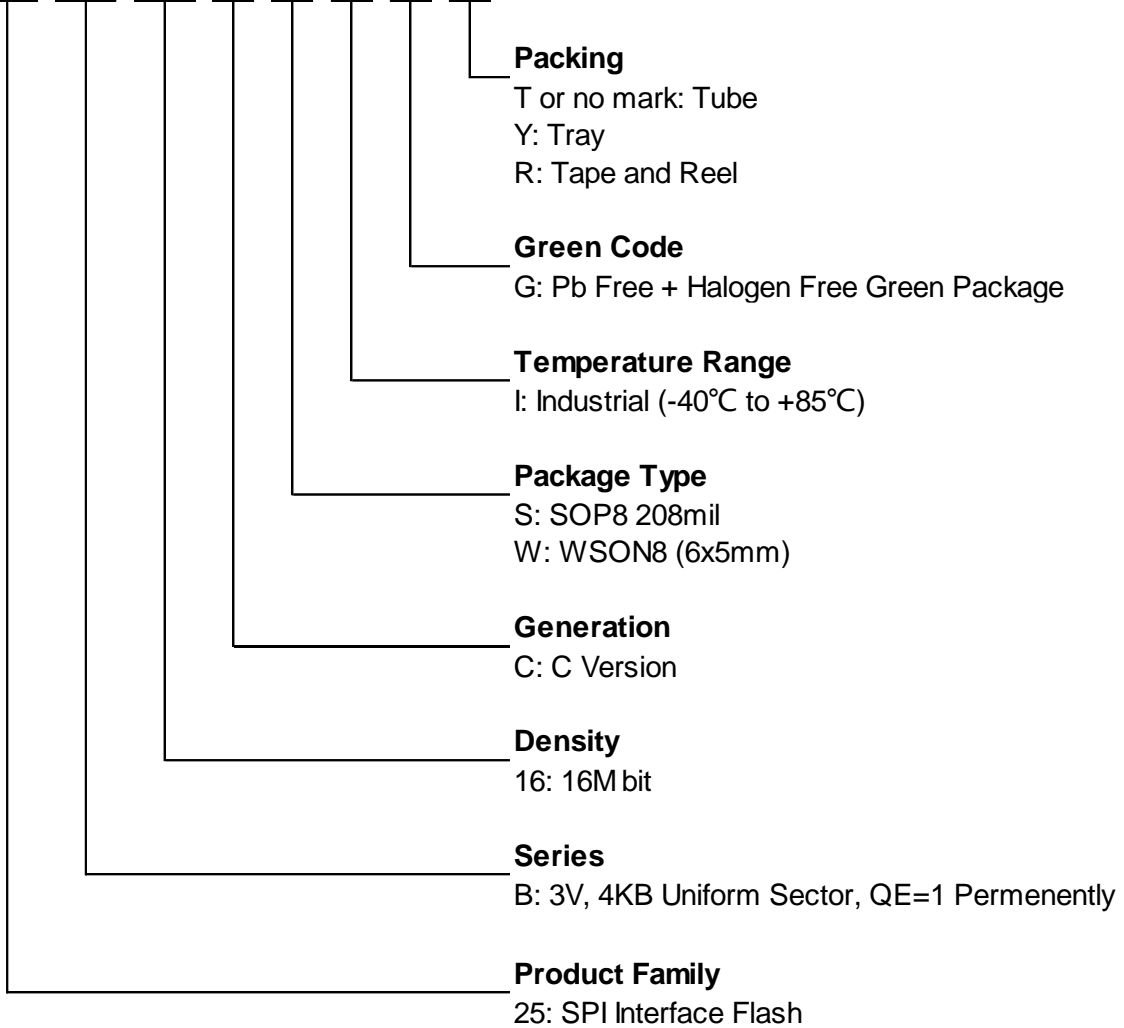 Packing
T or no mark: Tube
Y: Tray
R: Tape and Reel
Green Code
G: Pb Free + Halogen Free Green Package
Temperature Range
I: Industrial (-40℃ to +85℃)
Package Type
S: SOP8 208mil
W: WSON8 (6x5mm)
Generation
C: C Version
Density
16: 16M bit
Series
B: 3V, 4KB Uniform Sector, QE=1 Permenently
Product Family
25: SPI Interface Flash